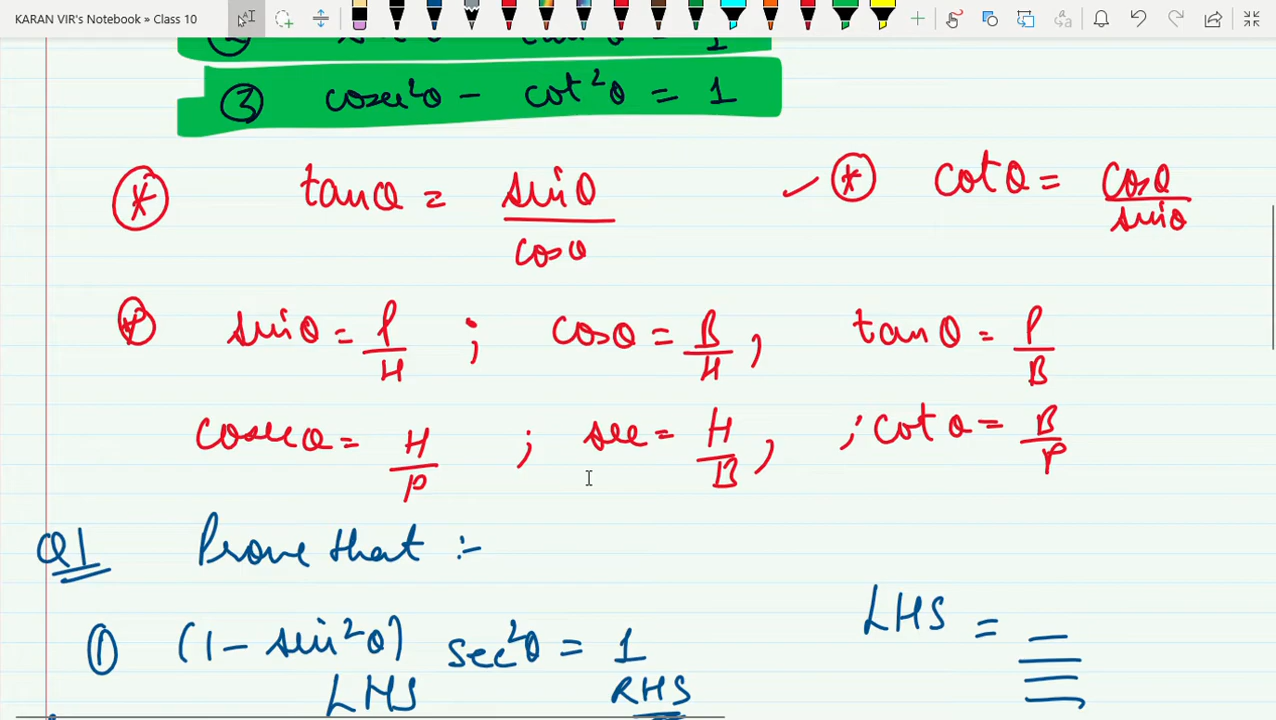 KARAN VIR's Notebook » Class 10
③ cosec²θ - cot²θ = 1
* tanθ = sinθ / cosθ ✓ * cotθ = cosθ / sinθ
sinθ = P/H ; cosθ = B/H , tanθ = P/B
cosecθ = H/P ; sec = H/B , ; cotθ = B/P
Q1 Prove that :-
① (1 - sin²θ) sec²θ = 1 LHS =
LHS RHS